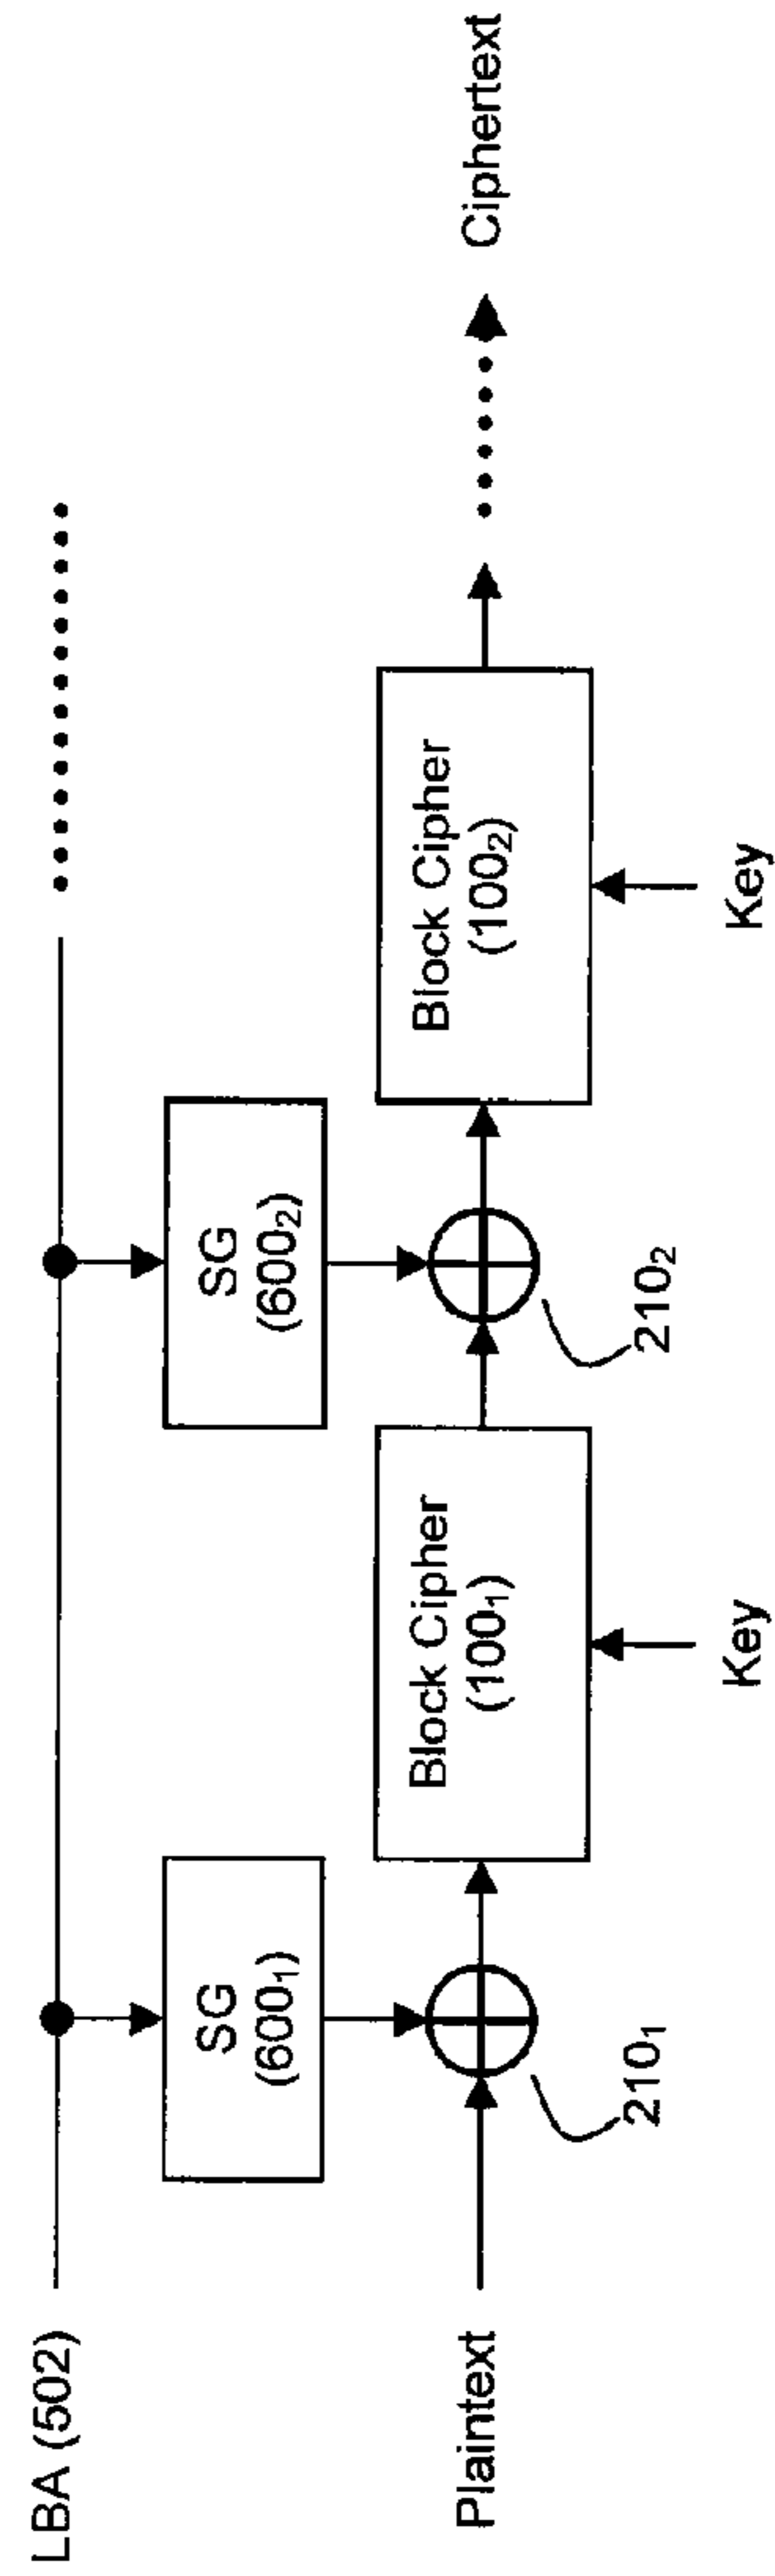 LBA (502)
SG
(600₁)
SG
(600₂)
Plaintext
210₁
Block Cipher
(100₁)
Key
210₂
Block Cipher
(100₂)
Key
Ciphertext